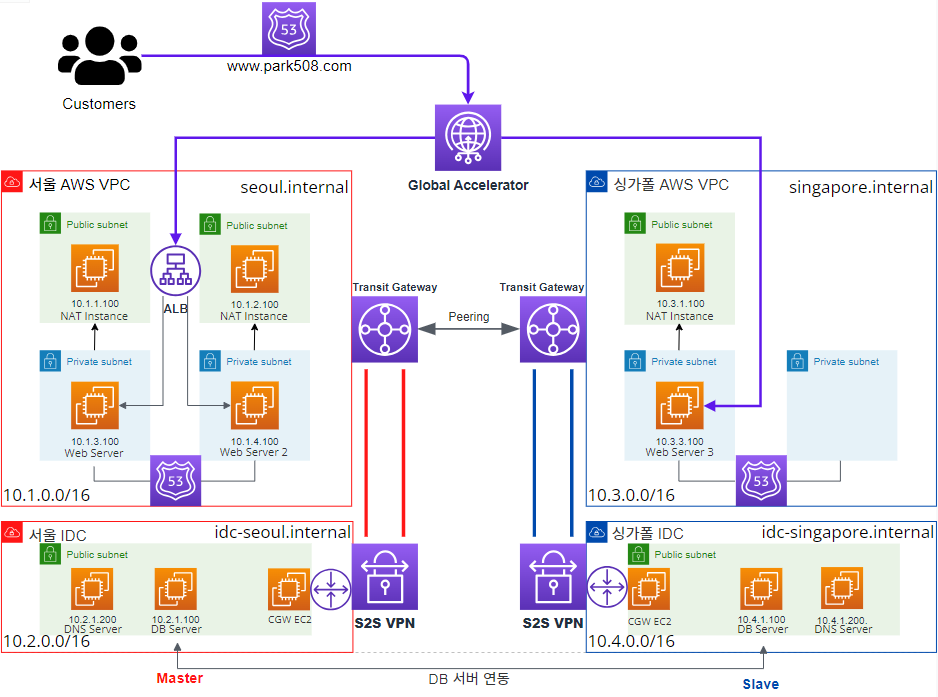 53
www.park508.com
Customers
Global Accelerator
서울 AWS VPC
seoul.internal
Public subnet
10.1.1.100
NAT Instance
ALB
Public subnet
10.1.2.100
NAT Instance
Private subnet
10.1.3.100
Web Server
Private subnet
10.1.4.100
Web Server 2
53
10.1.0.0/16
Transit Gateway
Peering
Transit Gateway
싱가폴 AWS VPC
singapore.internal
Public subnet
10.3.1.100
NAT Instance
Private subnet
10.3.3.100
Web Server 3
Private subnet
53
10.3.0.0/16
서울 IDC
idc-seoul.internal
Public subnet
10.2.1.200
DNS Server
10.2.1.100
DB Server
CGW EC2
10.2.0.0/16
S2S VPN
S2S VPN
싱가폴 IDC
idc-singapore.internal
Public subnet
CGW EC2
10.4.1.100
DB Server
10.4.1.200.
DNS Server
10.4.0.0/16
Master
DB 서버 연동
Slave